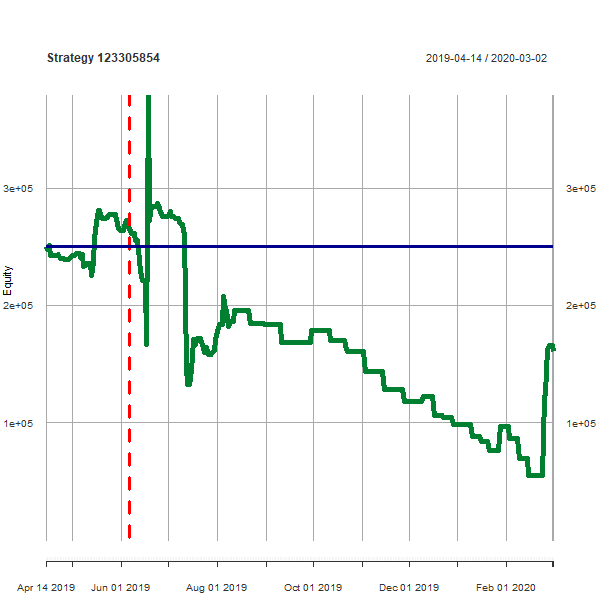 Strategy 123305854
2019-04-14 / 2020-03-02
3e+05
3e+05
Equity
2e+05
2e+05
1e+05
1e+05
Apr 14 2019
Jun 01 2019
Aug 01 2019
Oct 01 2019
Dec 01 2019
Feb 01 2020